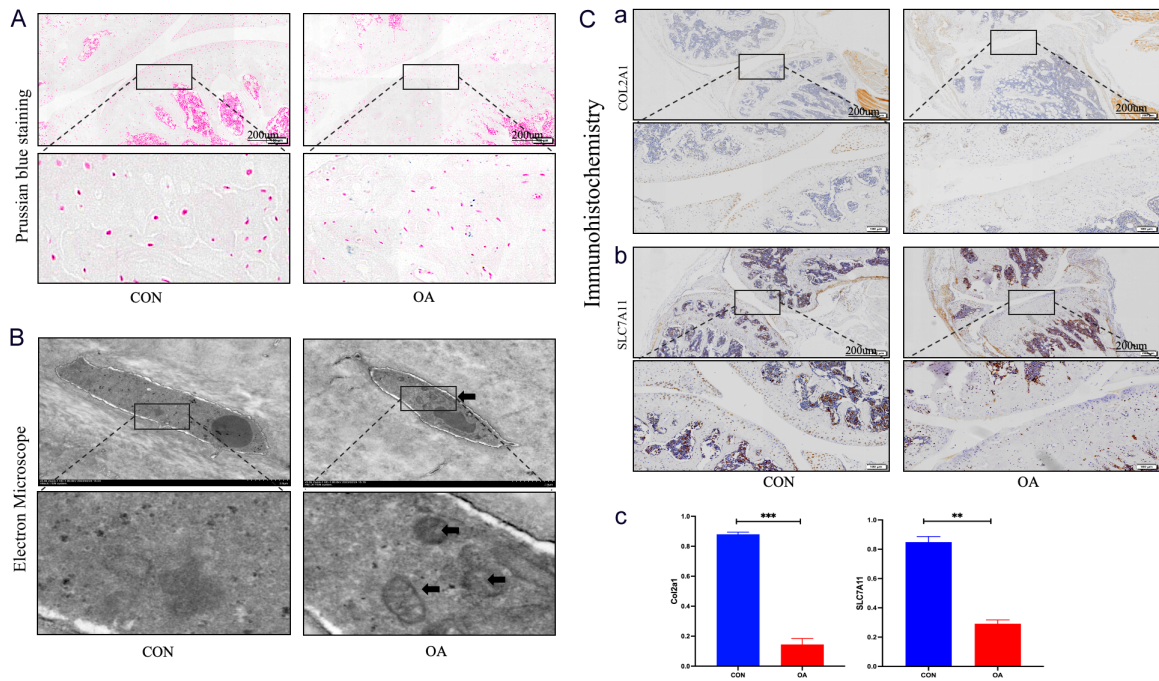 A
Prussian blue staining
200um
200um
CON
OA
B
Electron Microscope
CON
OA
C
Immunohistochemistry
a
COL2A1
200um
200um
b
SLC7A11
200um
200um
CON
OA
c
Col2a1
1.0
0.8
0.6
0.4
0.2
0.0
***
CON
OA
SLC7A11
1.0
0.8
0.6
0.4
0.2
0.0
**
CON
OA